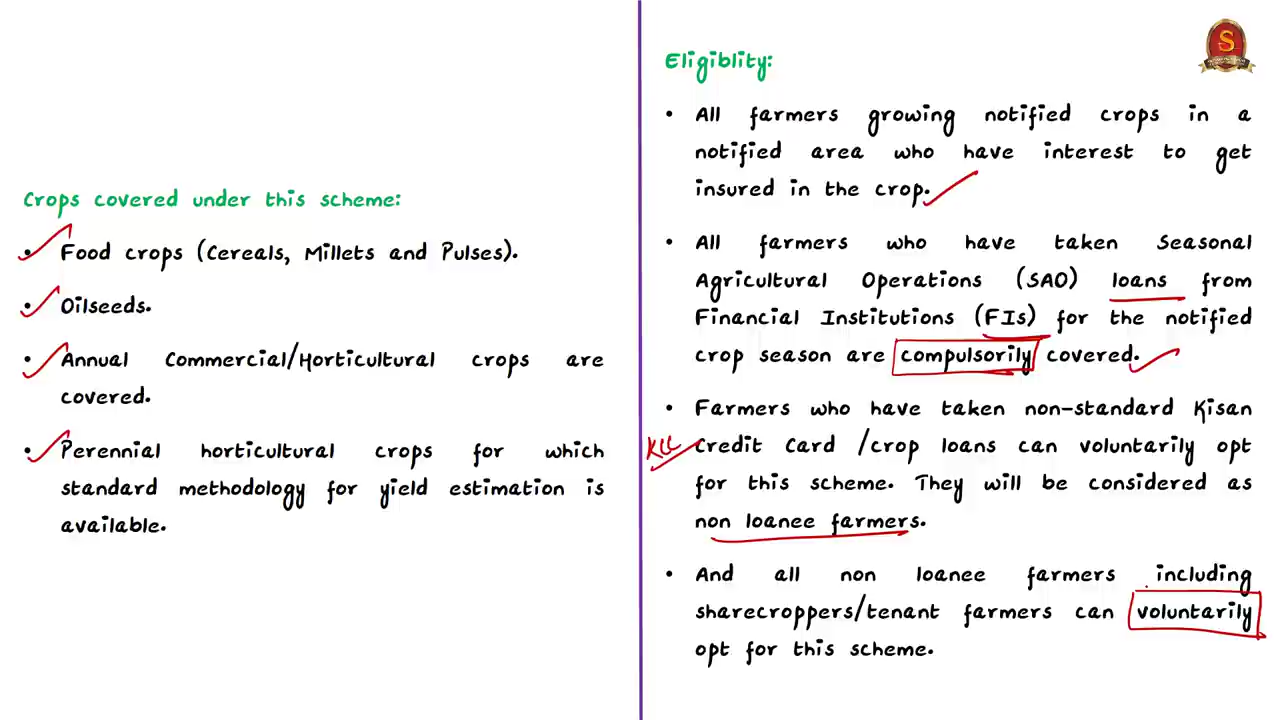 Crops covered under this scheme:
• Food crops (Cereals, Millets and Pulses).
• Oilseeds.
• Annual Commercial/Horticultural crops are
covered.
• Perennial horticultural crops for which
standard methodology for yield estimation is
available.
Eligiblity:
• All farmers growing notified crops in a
notified area who have interest to get
insured in the crop.
• All farmers who have taken Seasonal
Agricultural Operations (SAO) loans from
Financial Institutions (FIs) for the notified
crop season are compulsorily covered.
• Farmers who have taken non-standard Kisan
KCC
Credit Card /crop loans can voluntarily opt
for this scheme. They will be considered as
non loanee farmers.
• And all non loanee farmers including
sharecroppers/tenant farmers can voluntarily
opt for this scheme.
S